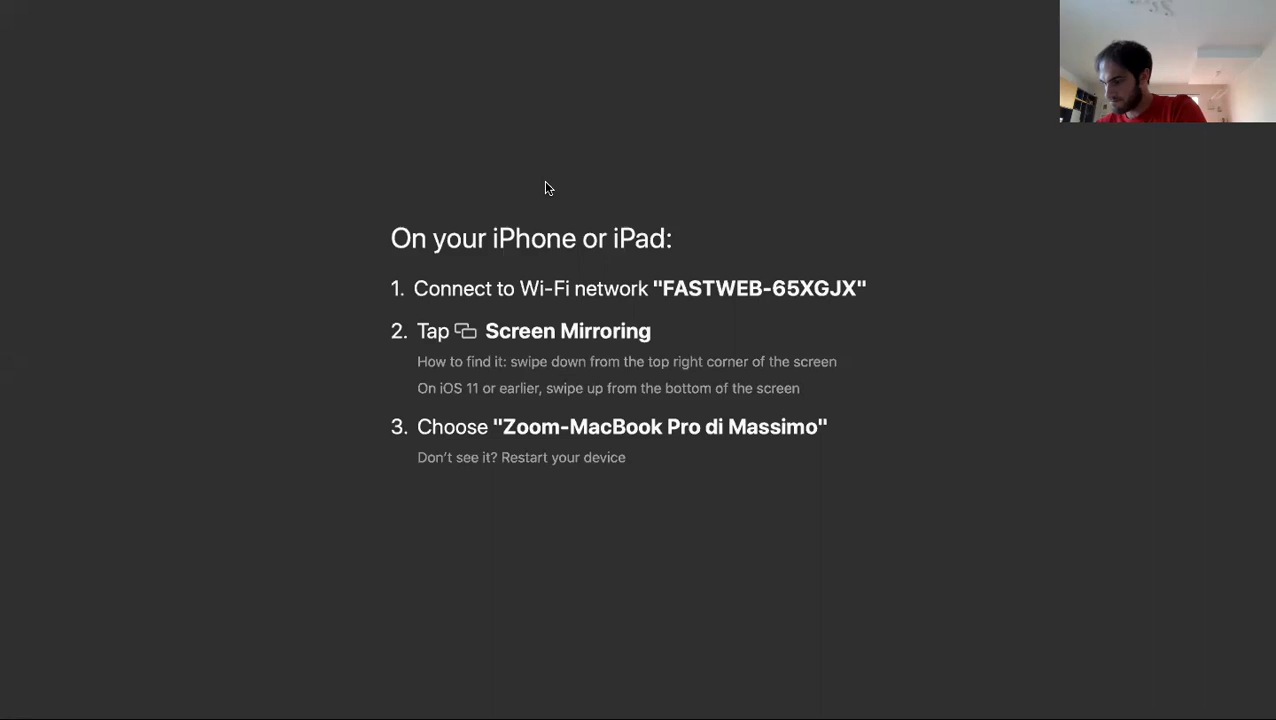 On your iPhone or iPad:
1. Connect to Wi-Fi network "FASTWEB-65XGJX"
2. Tap Screen Mirroring
How to find it: swipe down from the top right corner of the screen
On iOS 11 or earlier, swipe up from the bottom of the screen
3. Choose "Zoom-MacBook Pro di Massimo"
Don't see it? Restart your device